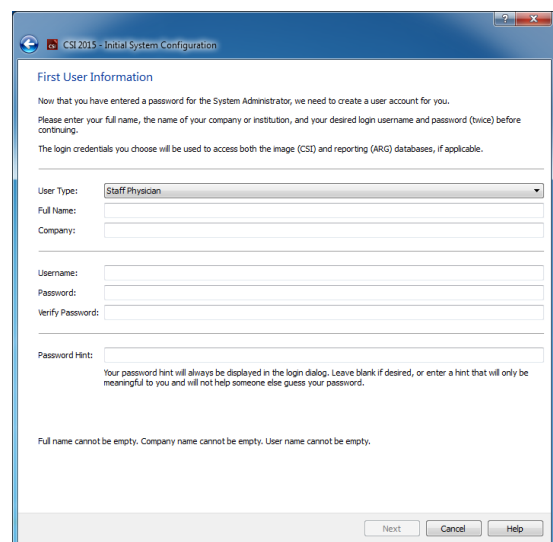 CSI 2015 - Initial System Configuration
First User Information
Now that you have entered a password for the System Administrator, we need to create a user account for you.
Please enter your full name, the name of your company or institution, and your desired login username and password (twice) before
continuing.
The login credentials you choose will be used to access both the image (CSI) and reporting (ARG) databases, if applicable.
User Type: Staff Physician
Full Name:
Company:
Username:
Password:
Verify Password:
Password Hint:
Your password hint will always be displayed in the login dialog. Leave blank if desired, or enter a hint that will only be
meaningful to you and will not help someone else guess your password.
Full name cannot be empty. Company name cannot be empty. User name cannot be empty.
Next Cancel Help